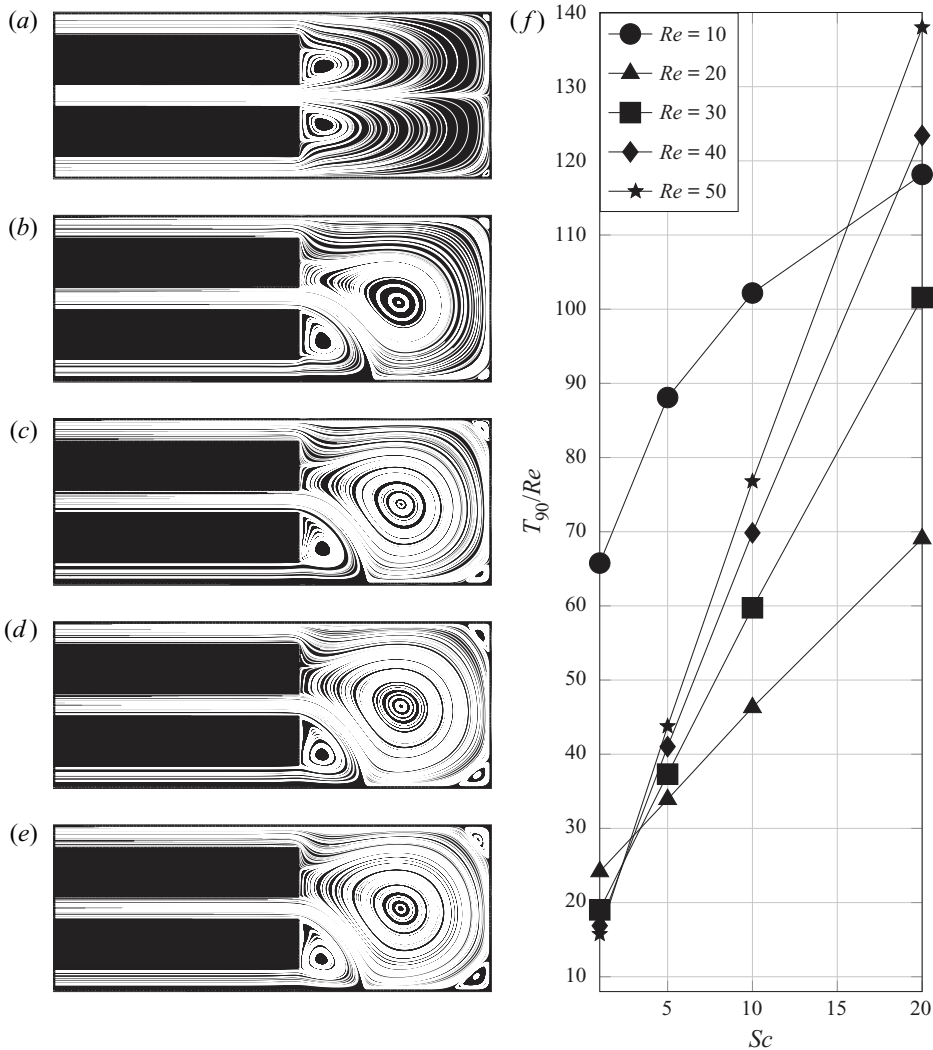 (a)
(b)
(c)
(d)
(e)
(f)
140
130
120
110
100
90
80
70
60
50
40
30
20
10
T90/Re
Re = 10
Re = 20
Re = 30
Re = 40
Re = 50
5
10
15
20
Sc